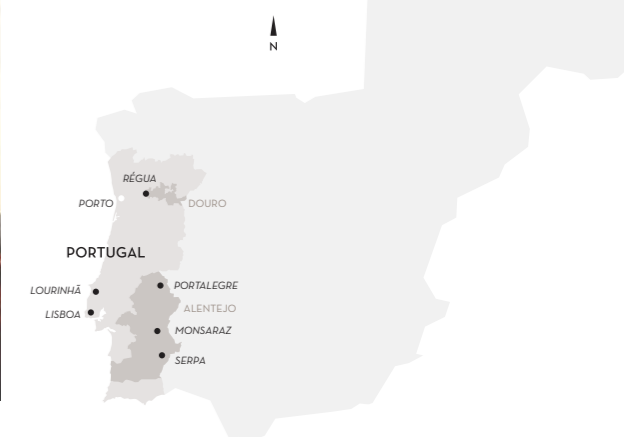 N
RÉGUA
PORTO
DOURO
PORTUGAL
LOURINHÃ
PORTALEGRE
ALENTEJO
LISBOA
MONSARAZ
SERPA